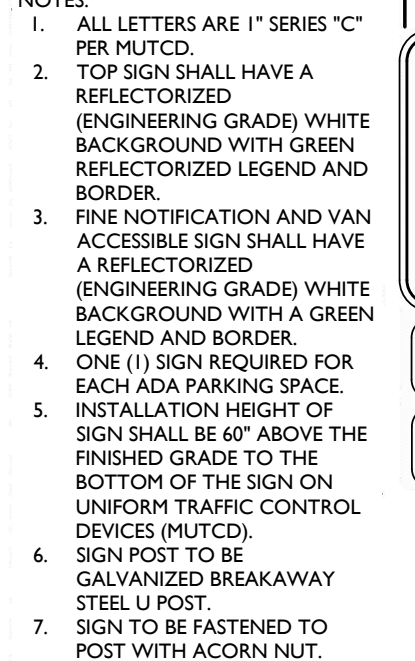 NOTES:
1. ALL LETTERS ARE 1" SERIES "C"
PER MUTCD.
2. TOP SIGN SHALL HAVE A
REFLECTORIZED
(ENGINEERING GRADE) WHITE
BACKGROUND WITH GREEN
REFLECTORIZED LEGEND AND
BORDER.
3. FINE NOTIFICATION AND VAN
ACCESSIBLE SIGN SHALL HAVE
A REFLECTORIZED
(ENGINEERING GRADE) WHITE
BACKGROUND WITH A GREEN
LEGEND AND BORDER.
4. ONE (1) SIGN REQUIRED FOR
EACH ADA PARKING SPACE.
5. INSTALLATION HEIGHT OF
SIGN SHALL BE 60" ABOVE THE
FINISHED GRADE TO THE
BOTTOM OF THE SIGN ON
UNIFORM TRAFFIC CONTROL
DEVICES (MUTCD).
6. SIGN POST TO BE
GALVANIZED BREAKAWAY
STEEL U POST.
7. SIGN TO BE FASTENED TO
POST WITH ACORN NUT.